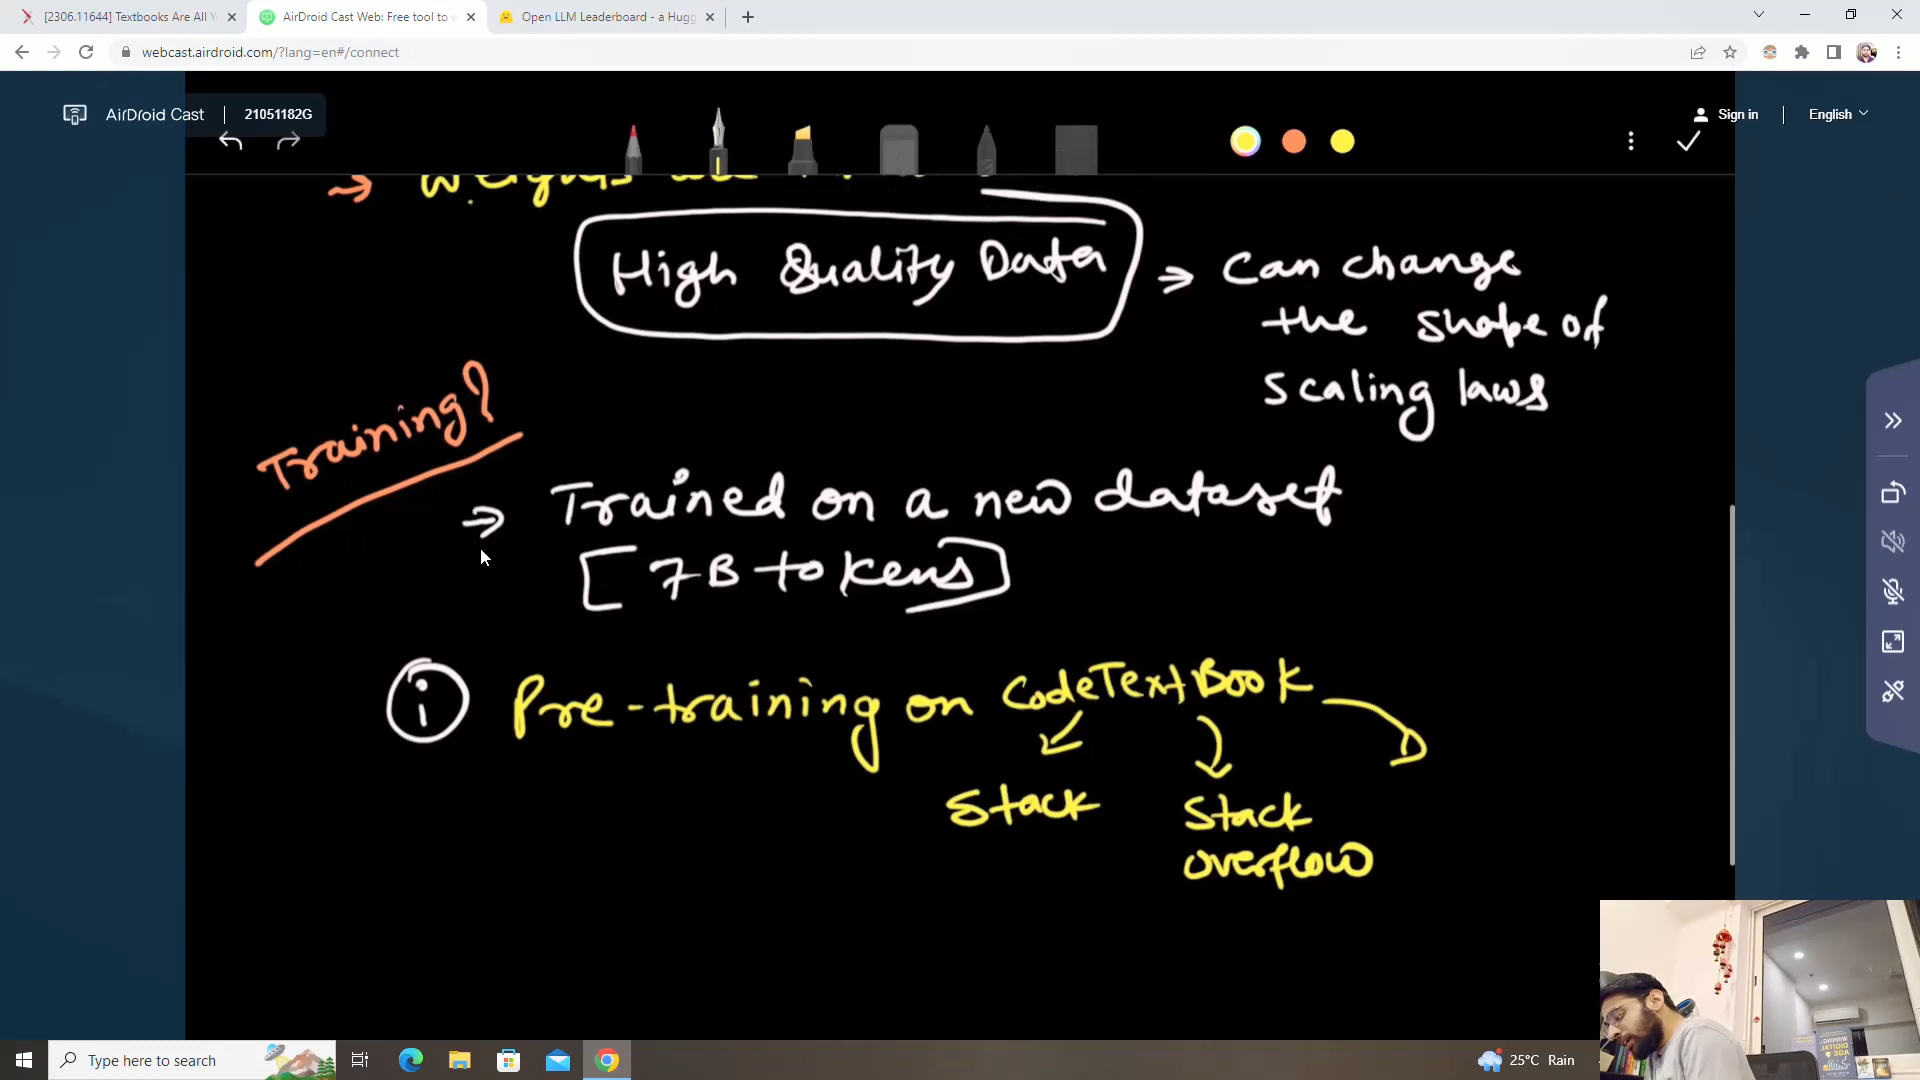 [2306.11644] Textbooks Are All Y
AirDroid Cast Web: Free tool to
Open LLM Leaderboard - a Hugg
webcast.airdroid.com/?lang=en#/connect
AirDroid Cast
21051182G
Sign in
English
High Quality Data
can change
the shape of
scaling laws
Training?
Trained on a new dataset
[7B tokens]
i Pre-training on CodeTextBook
Stack
Stack
overflow
WINNING
DIGITAL
AGE
Type here to search
25°C Rain